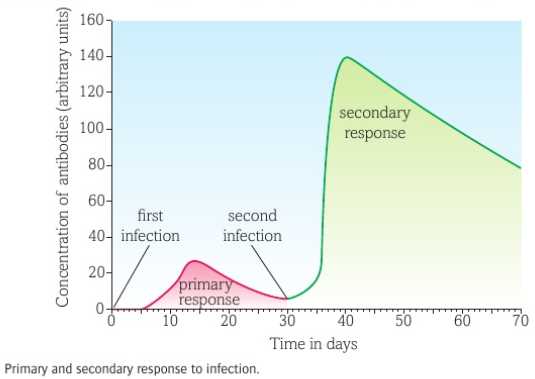 Concentration of antibodies (arbitrary units)
160
140
120
100
80
60
40
20
0
first
infection
second
infection
primary
response
secondary
response
0 10 20 30 40 50 60 70
Time in days
Primary and secondary response to infection.